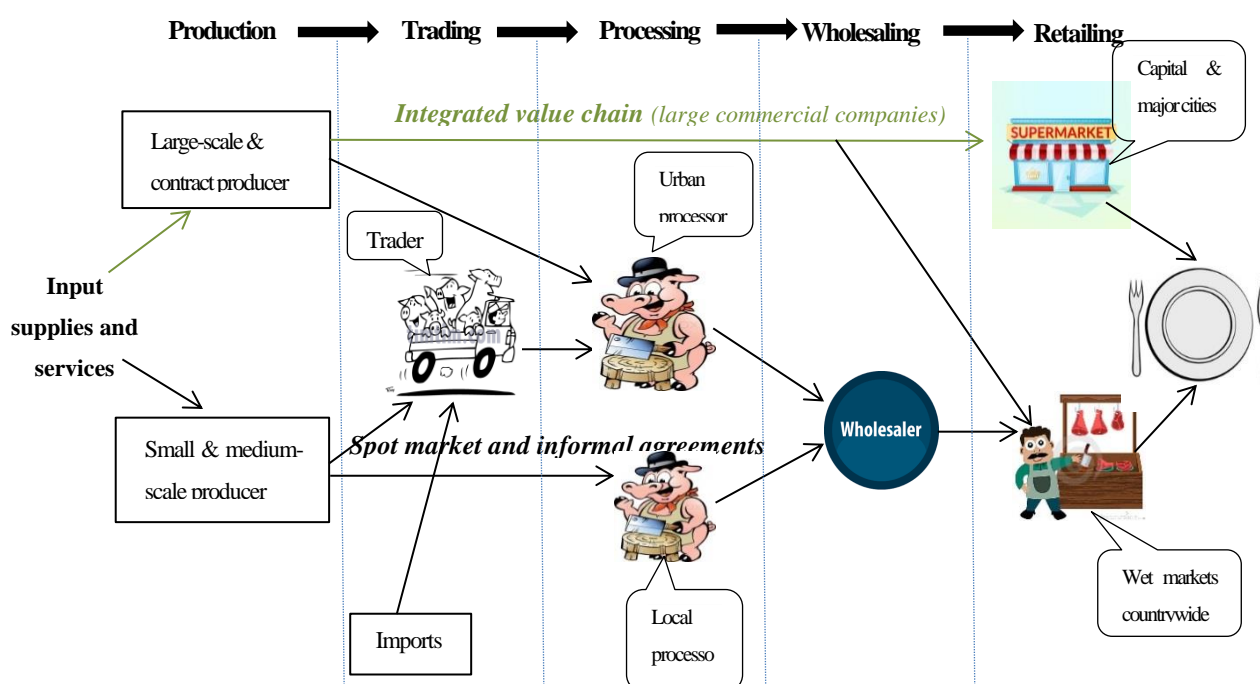 Production Trading Processing Wholesaling Retailing
Capital &
major cities
Integrated value chain (large commercial companies)
SUPERMARKET
Large-scale &
contract producer
Urban
processor
Trader
Input
supplies and
services
Wholesaler
Spot market and informal agreements
Small & medium-
scale producer
Wet markets
countrywide
Local
processo
Imports